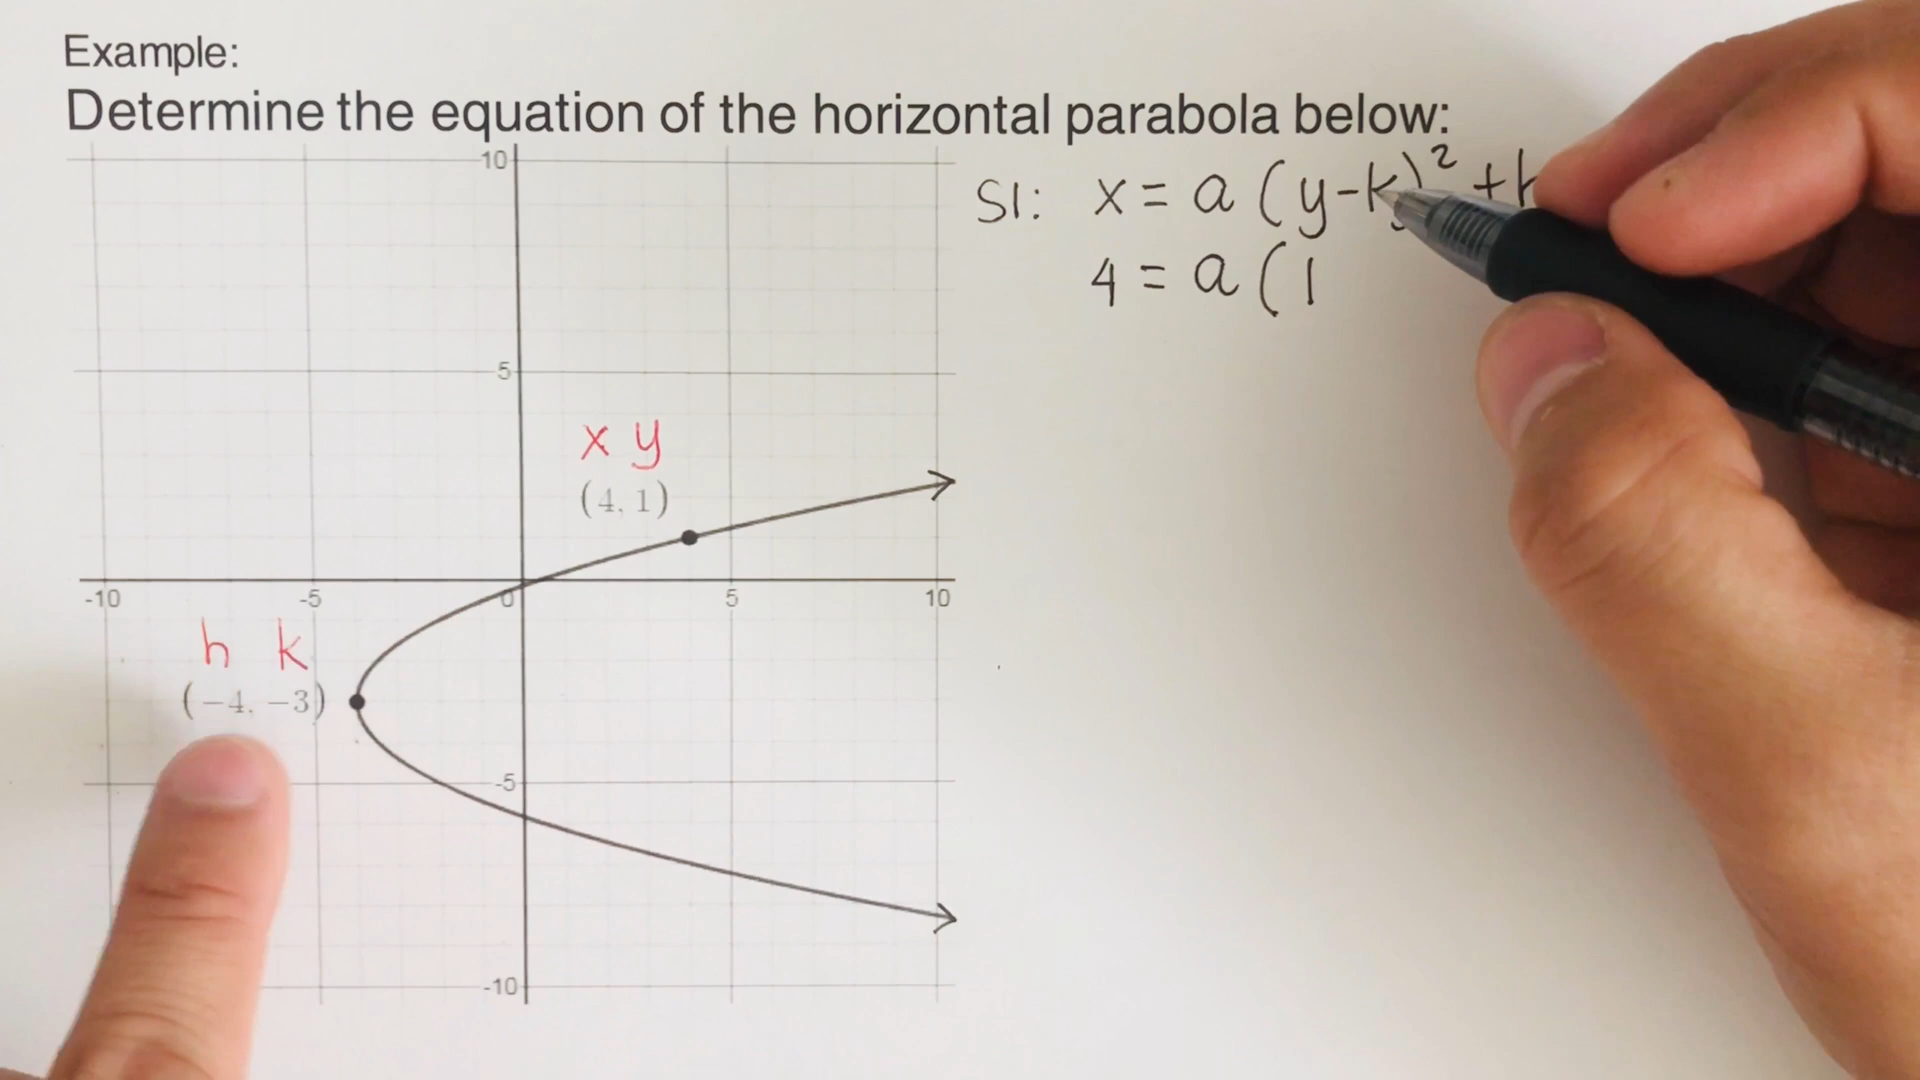 Example:
Determine the equation of the horizontal parabola below:
S1: x = a (y-k)² +h
4 = a (1
10
5
x y
(4, 1)
-10 -5 0 5 10
h k
(−4, −3)
-5
-10